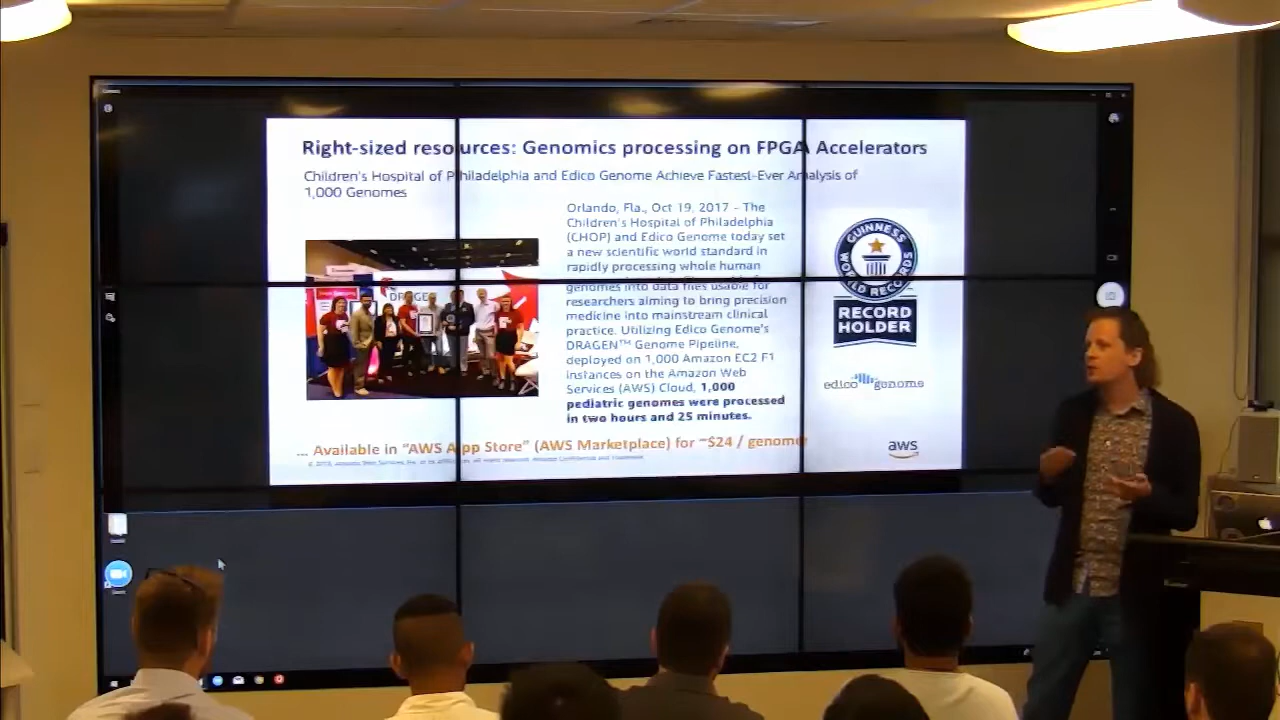 Right-sized resources: Genomics processing on FPGA Accelerators
Children's Hospital of Philadelphia and Edico Genome Achieve Fastest-Ever Analysis of
1,000 Genomes
Orlando, Fla., Oct 19, 2017 - The
Children's Hospital of Philadelphia
(CHOP) and Edico Genome today set
a new scientific world standard in
rapidly processing whole human
genomes into data files usable for
researchers aiming to bring precision
medicine into mainstream clinical
practice. Utilizing Edico Genome's
DRAGEN™ Genome Pipeline,
deployed on 1,000 Amazon EC2 F1
instances on the Amazon Web
Services (AWS) Cloud, 1,000
pediatric genomes were processed
in two hours and 25 minutes.
DRAGEN
GUINNESS
WORLD RECORDS
RECORD
HOLDER
edico genome
... Available in "AWS App Store" (AWS Marketplace) for ~$24 / genome
aws